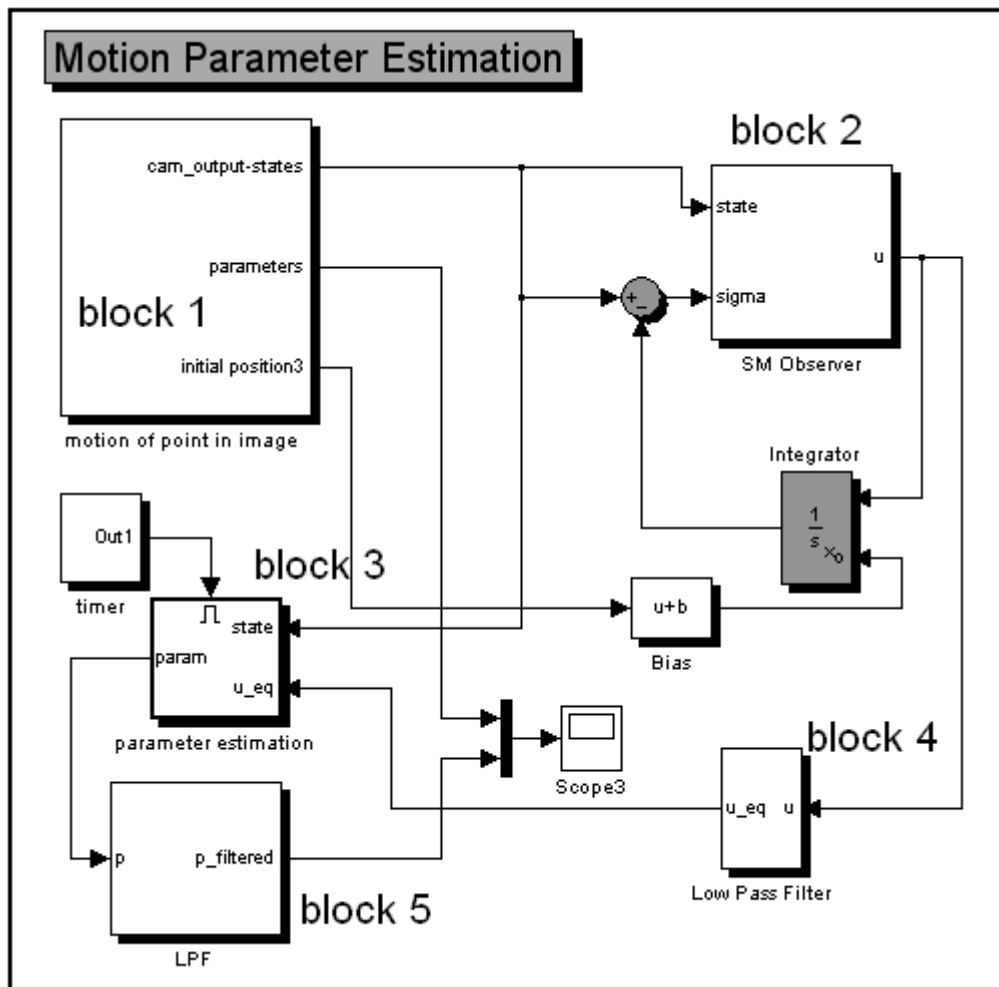 Motion Parameter Estimation
cam_output-states
parameters
block 1
initial position3
motion of point in image
block 2
state
u
sigma
SM Observer
+
-
Integrator
1
s
xo
Out1
timer
block 3
state
param
u_eq
parameter estimation
u+b
Bias
Scope3
block 4
u_eq
u
Low Pass Filter
p
p_filtered
block 5
LPF